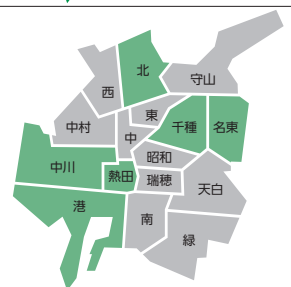 北
守山
西
東
中村
中
千種
名東
昭和
中川
熱田
瑞穂
天白
港
南
緑